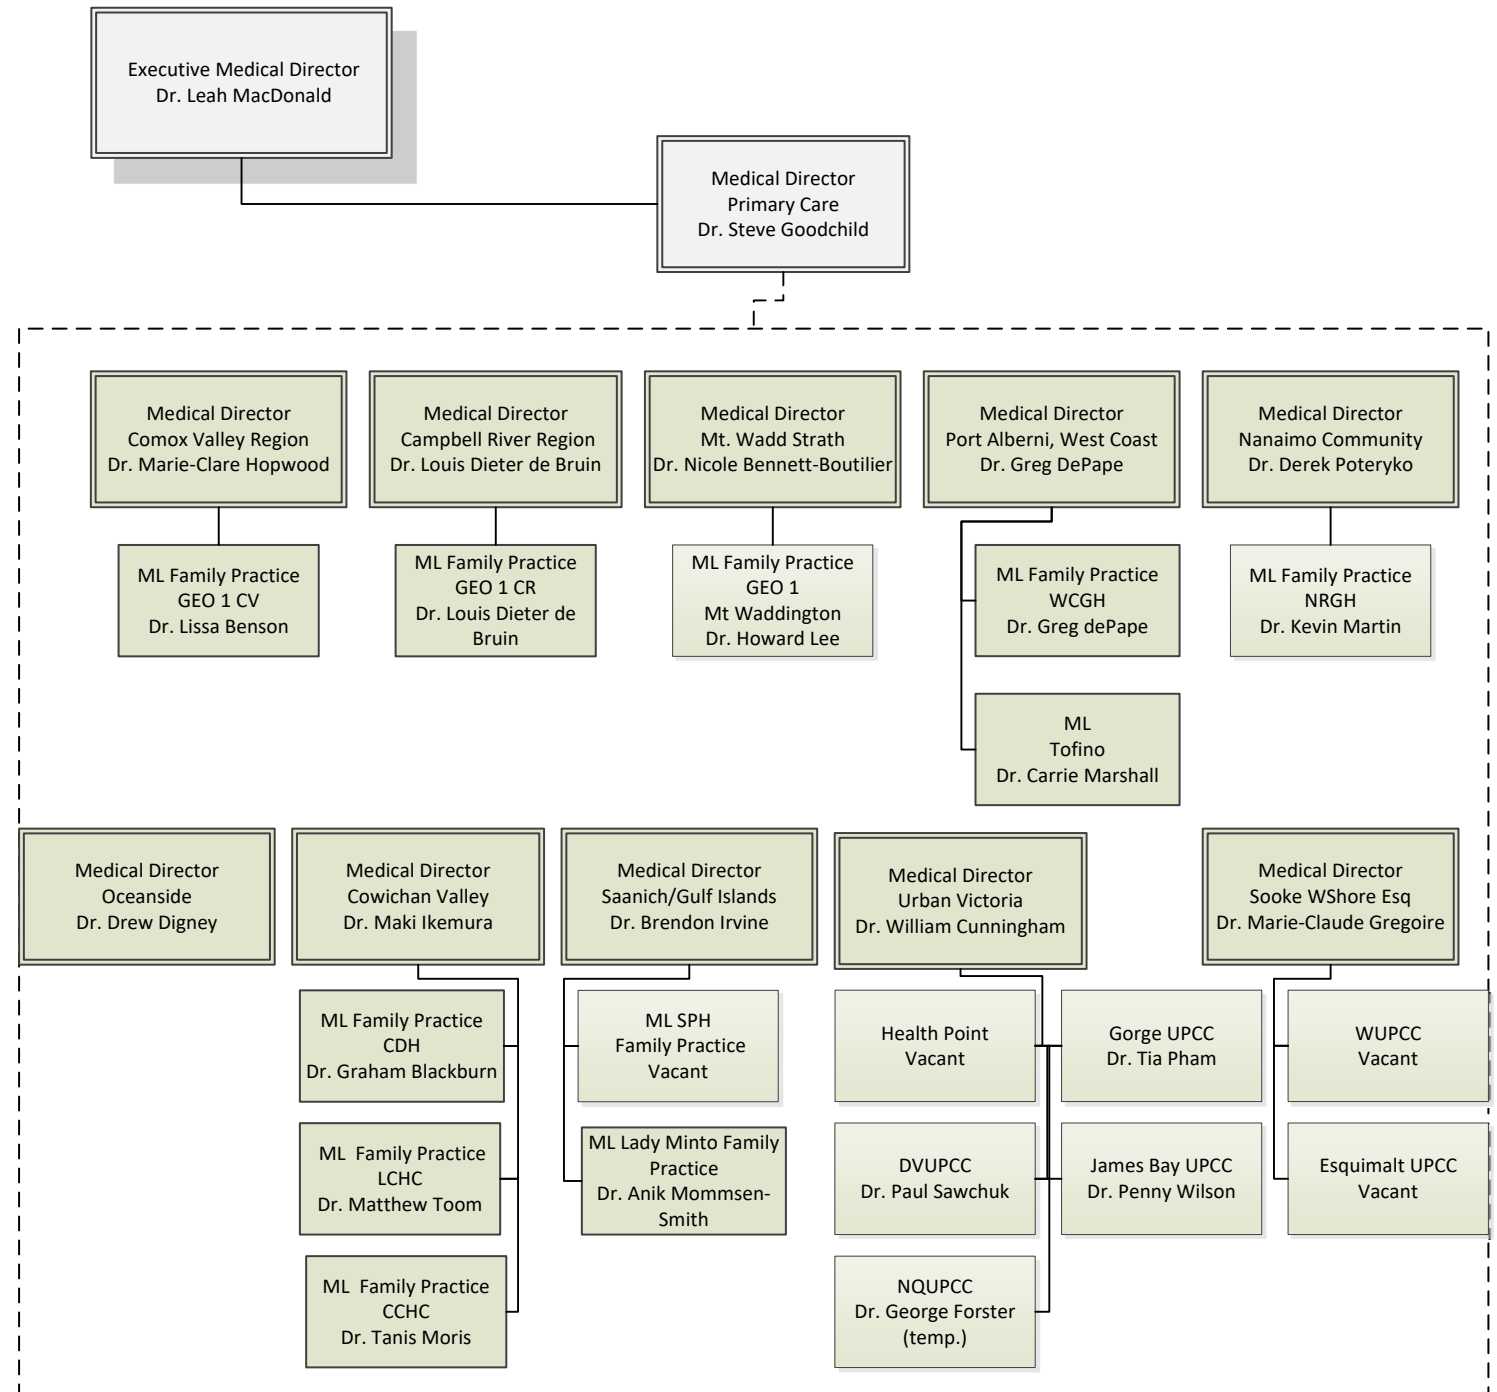 Executive Medical Director
Dr. Leah MacDonald
Medical Director
Primary Care
Dr. Steve Goodchild
Medical Director
Comox Valley Region
Dr. Marie-Clare Hopwood
Medical Director
Campbell River Region
Dr. Louis Dieter de Bruin
Medical Director
Mt. Wadd Strath
Dr. Nicole Bennett-Boutilier
Medical Director
Port Alberni, West Coast
Dr. Greg DePape
Medical Director
Nanaimo Community
Dr. Derek Poteryko
ML Family Practice
GEO 1 CV
Dr. Lissa Benson
ML Family Practice
GEO 1 CR
Dr. Louis Dieter de
Bruin
ML Family Practice
GEO 1
Mt Waddington
Dr. Howard Lee
ML Family Practice
WCGH
Dr. Greg dePape
ML Family Practice
NRGH
Dr. Kevin Martin
ML
Tofino
Dr. Carrie Marshall
Medical Director
Oceanside
Dr. Drew Digney
Medical Director
Cowichan Valley
Dr. Maki Ikemura
Medical Director
Saanich/Gulf Islands
Dr. Brendon Irvine
Medical Director
Urban Victoria
Dr. William Cunningham
Medical Director
Sooke WShore Esq
Dr. Marie-Claude Gregoire
ML Family Practice
CDH
Dr. Graham Blackburn
ML SPH
Family Practice
Vacant
Health Point
Vacant
Gorge UPCC
Dr. Tia Pham
WUPCC
Vacant
ML Family Practice
LCHC
Dr. Matthew Toom
ML Lady Minto Family
Practice
Dr. Anik Mommsen-
Smith
DVUPCC
Dr. Paul Sawchuk
James Bay UPCC
Dr. Penny Wilson
Esquimalt UPCC
Vacant
ML Family Practice
CCHC
Dr. Tanis Moris
NQUPCC
Dr. George Forster
(temp.)